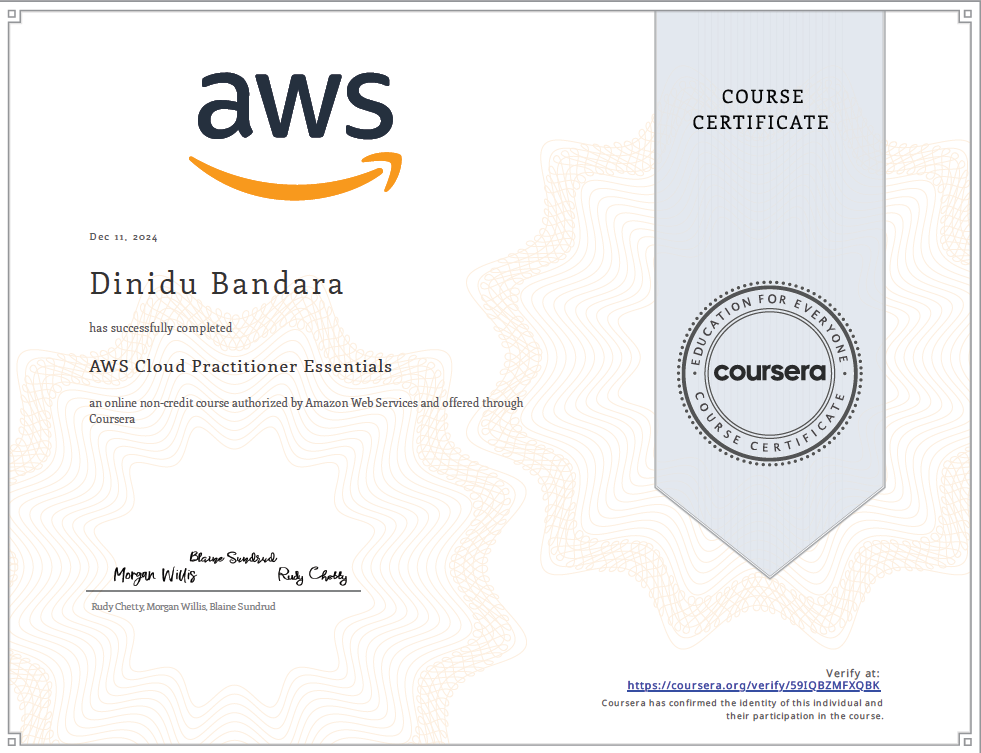 aws
COURSE
CERTIFICATE
Dec 11, 2024
Dinidu Bandara
has successfully completed
AWS Cloud Practitioner Essentials
an online non-credit course authorized by Amazon Web Services and offered through
Coursera
EDUCATION FOR EVERYONE
coursera
COURSE CERTIFICATE
Blaine Sundrud
Morgan Willis
Rudy Chetty
Rudy Chetty, Morgan Willis, Blaine Sundrud
Verify at:
https://coursera.org/verify/59IQBZMFXQBK
Coursera has confirmed the identity of this individual and
their participation in the course.